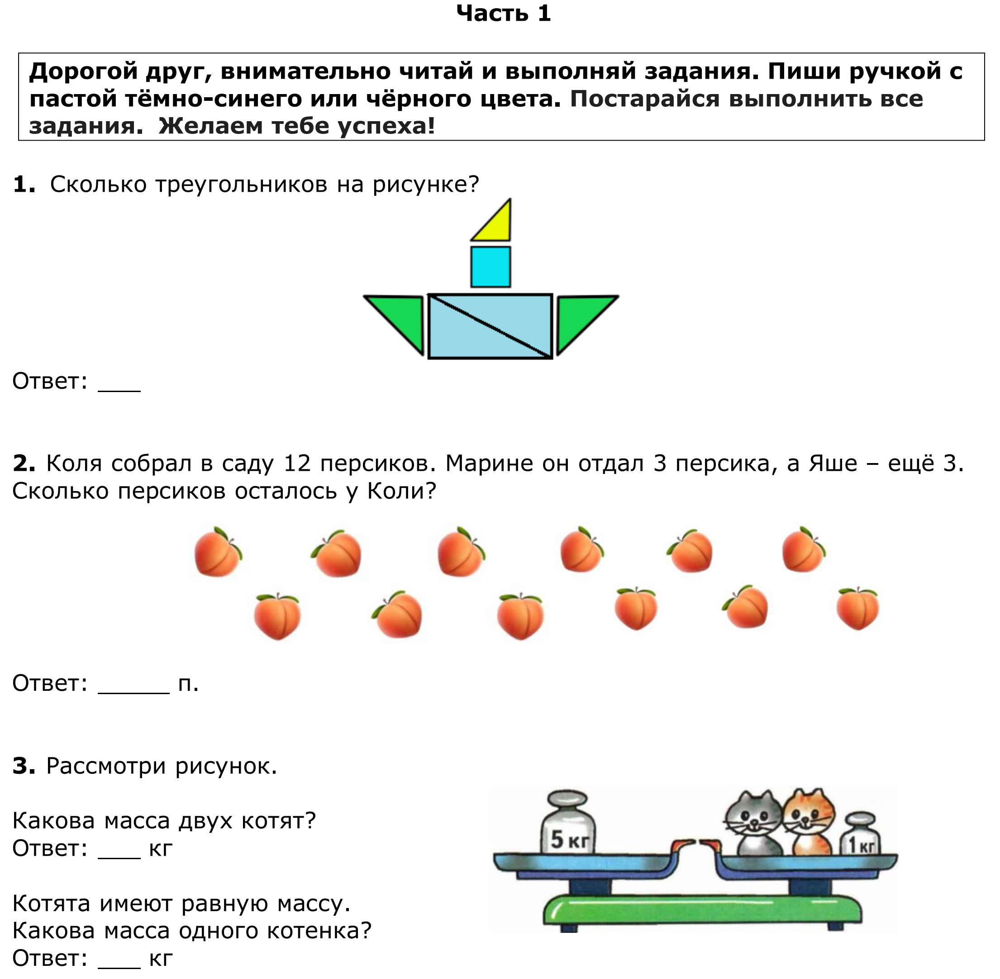 Часть 1
Дорогой друг, внимательно читай и выполняй задания. Пиши ручкой с
пастой тёмно-синего или чёрного цвета. Постарайся выполнить все
задания. Желаем тебе успеха!
1. Сколько треугольников на рисунке?
Ответ: ____
2. Коля собрал в саду 12 персиков. Марине он отдал 3 персика, а Яше – ещё 3.
Сколько персиков осталось у Коли?
Ответ: ______ п.
3. Рассмотри рисунок.
Какова масса двух котят?
Ответ: ____ кг
Котята имеют равную массу.
Какова масса одного котенка?
Ответ: ____ кг
5 кг
1 кг